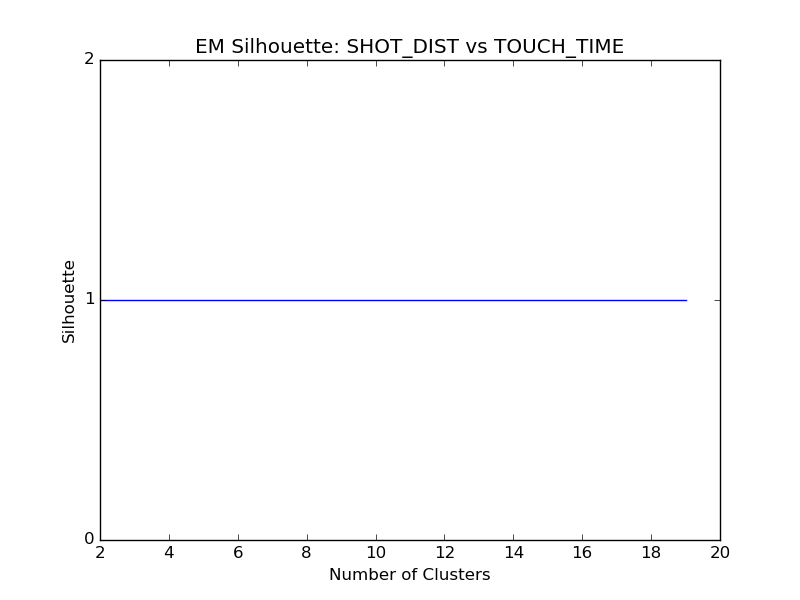 EM Silhouette: SHOT_DIST vs TOUCH_TIME
2
1
0
Silhouette
2 4 6 8 10 12 14 16 18 20
Number of Clusters